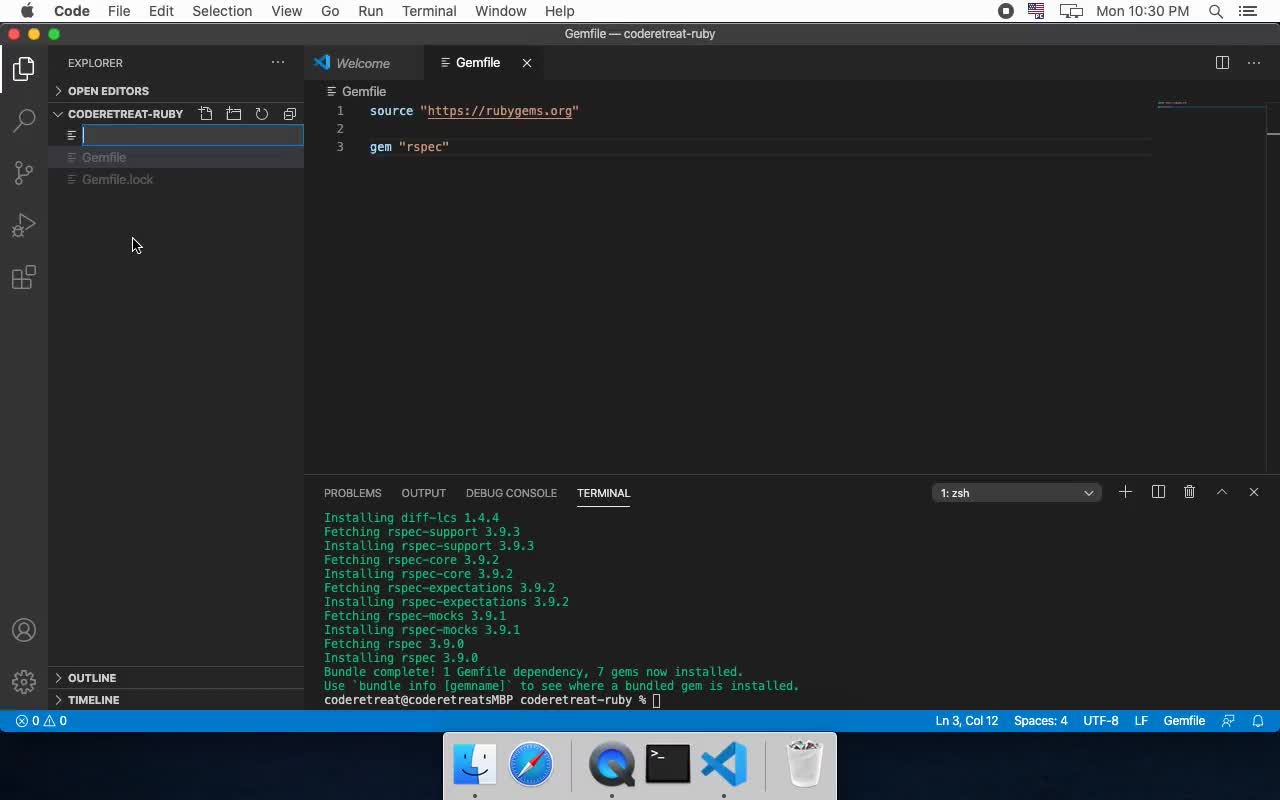 Code File Edit Selection View Go Run Terminal Window Help
Mon 10:30 PM
Gemfile — coderetreat-ruby
EXPLORER
OPEN EDITORS
CODERETREAT-RUBY
Gemfile
Gemfile.lock
OUTLINE
TIMELINE
Welcome
Gemfile
Gemfile
1 source "https://rubygems.org"
2
3 gem "rspec"
PROBLEMS OUTPUT DEBUG CONSOLE TERMINAL
1: zsh
Installing diff-lcs 1.4.4
Fetching rspec-support 3.9.3
Installing rspec-support 3.9.3
Fetching rspec-core 3.9.2
Installing rspec-core 3.9.2
Fetching rspec-expectations 3.9.2
Installing rspec-expectations 3.9.2
Fetching rspec-mocks 3.9.1
Installing rspec-mocks 3.9.1
Fetching rspec 3.9.0
Installing rspec 3.9.0
Bundle complete! 1 Gemfile dependency, 7 gems now installed.
Use `bundle info [gemname]` to see where a bundled gem is installed.
coderetreat@coderetreatsMBP coderetreat-ruby %
0 0
Ln 3, Col 12 Spaces: 4 UTF-8 LF Gemfile